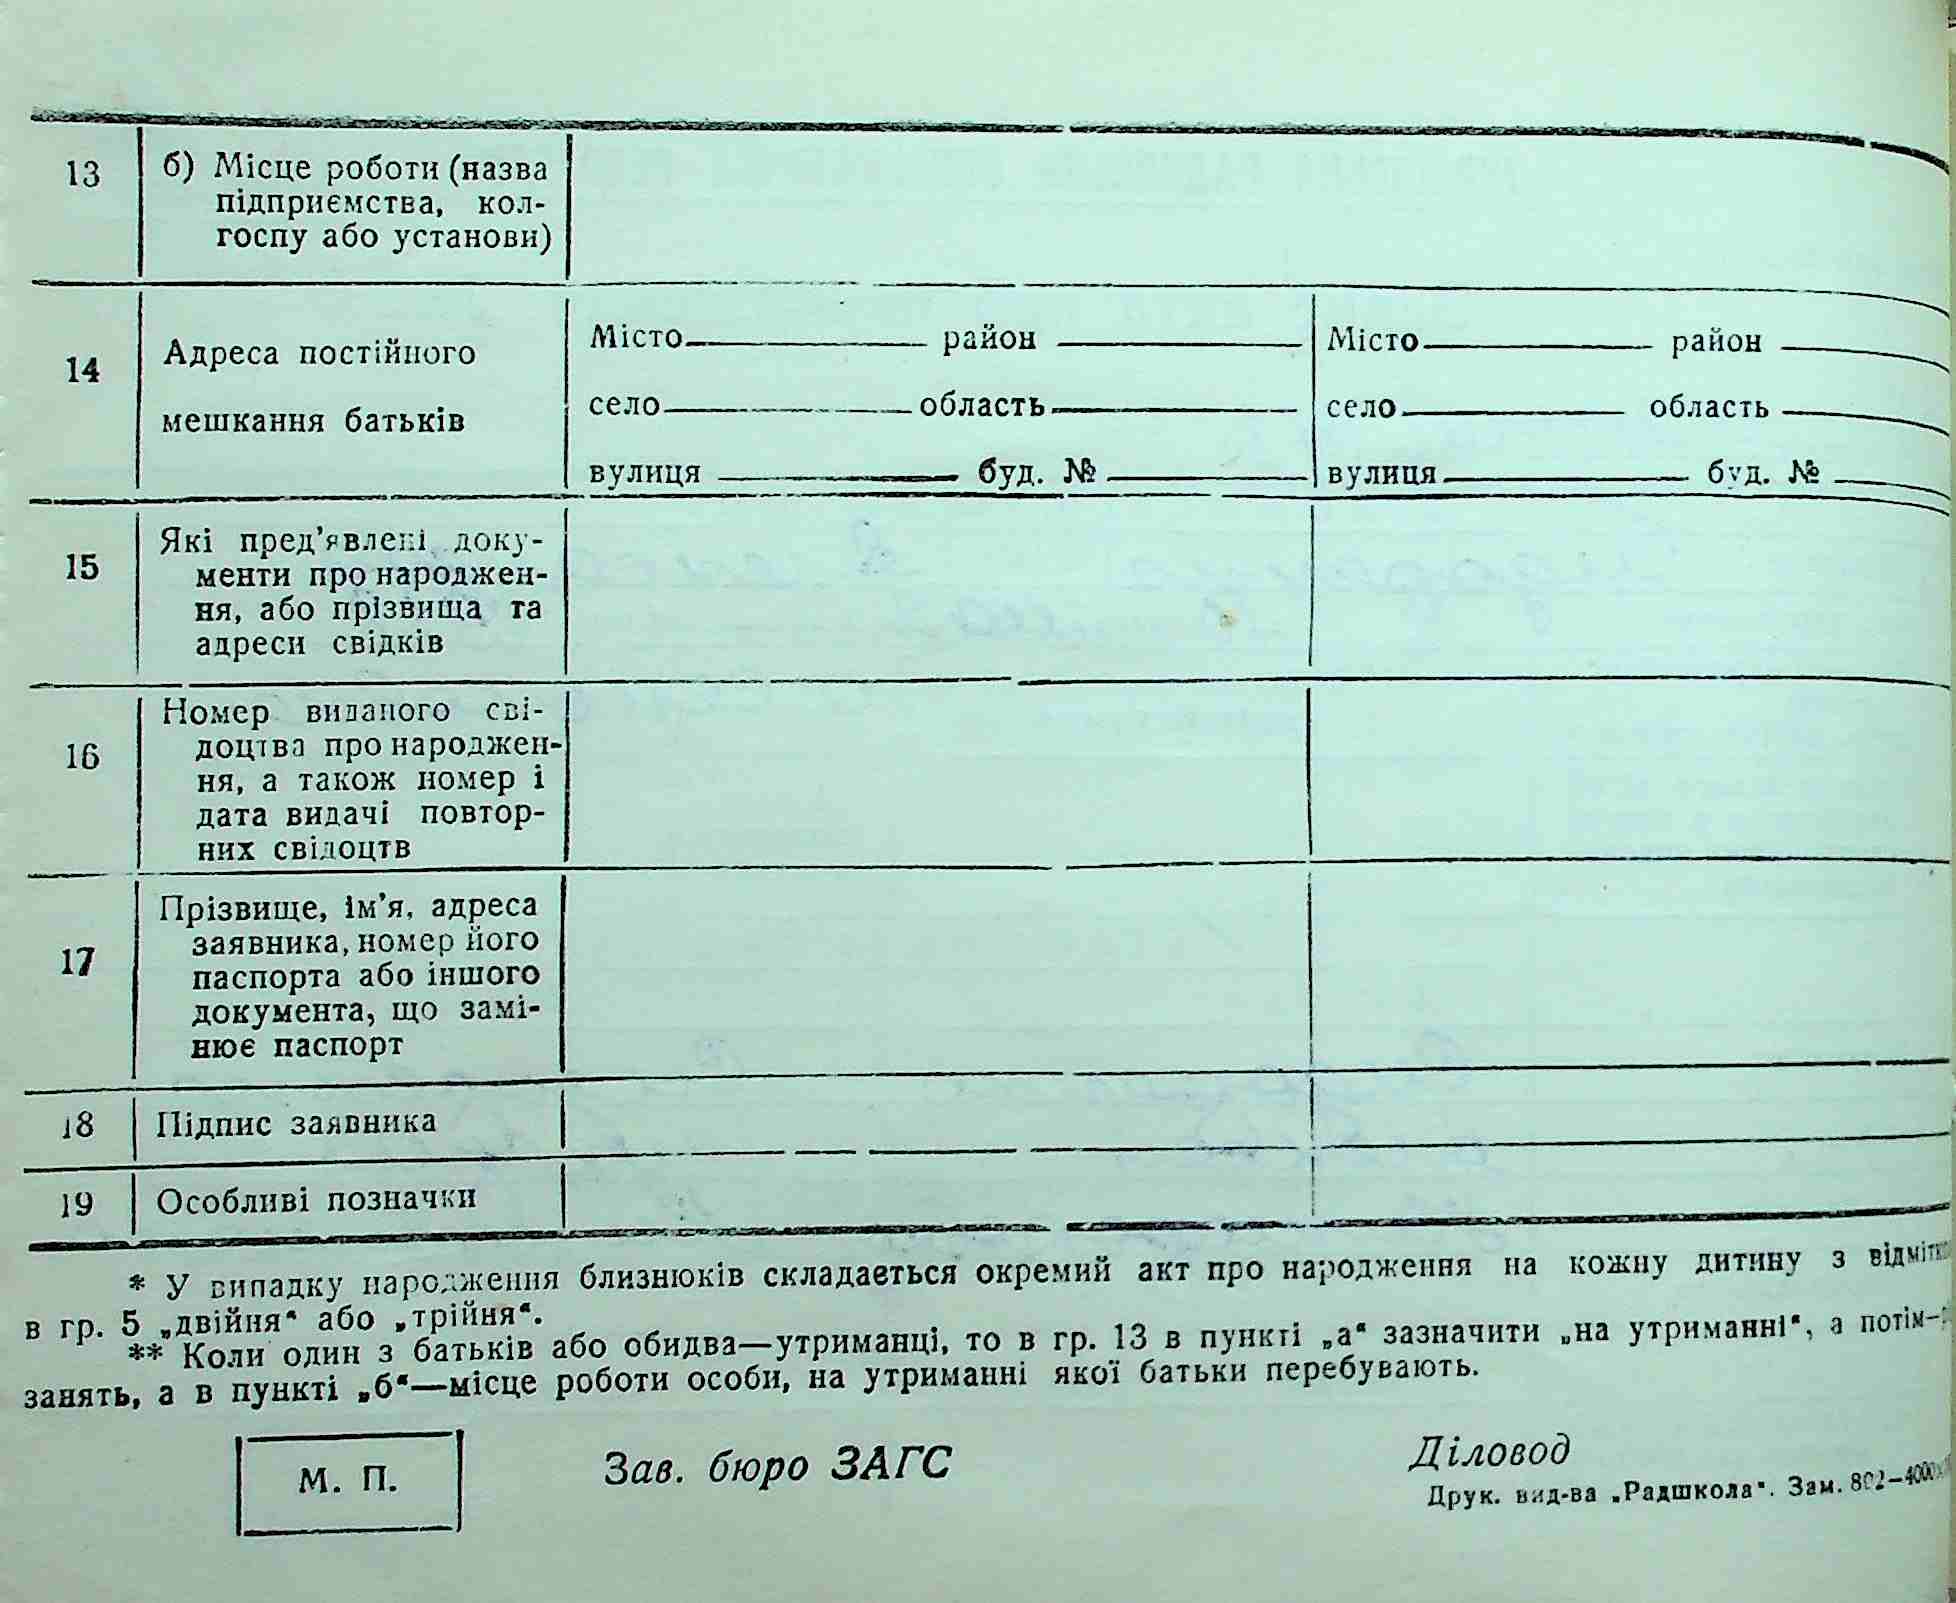 13
б) Місце роботи (назва
підприємства, кол-
госпу або установи)
14
Адреса постійного
мешкання батьків
Місто район
село область
вулиця буд. №
Місто район
село область
вулиця буд. №
15
Які пред’явлені доку-
менти про народжен-
ня, або прізвища та
адреси свідків
16
Номер виданого сві-
доцтва про народжен-
ня, а також номер і
дата видачі повтор-
них свідоцтв
17
Прізвище, ім’я, адреса
заявника, номер його
паспорта або іншого
документа, що замі-
нює паспорт
18
Підпис заявника
19
Особливі позначки
* У випадку народження близнюків складається окремий акт про народження на кожну дитину з
в гр. 5 „двійня“ або „трійня“.
** Коли один з батьків або обидва—утриманці, то в гр. 13 в пункті „а“ зазначити „на утриманні“, а потім—
занять, а в пункті „б“—місце роботи особи, на утриманні якої батьки перебувають.
М. П.
Зав. бюро ЗАГС
Діловод
Друк. вид-ва „Радшкола“. Зам. 802—4000